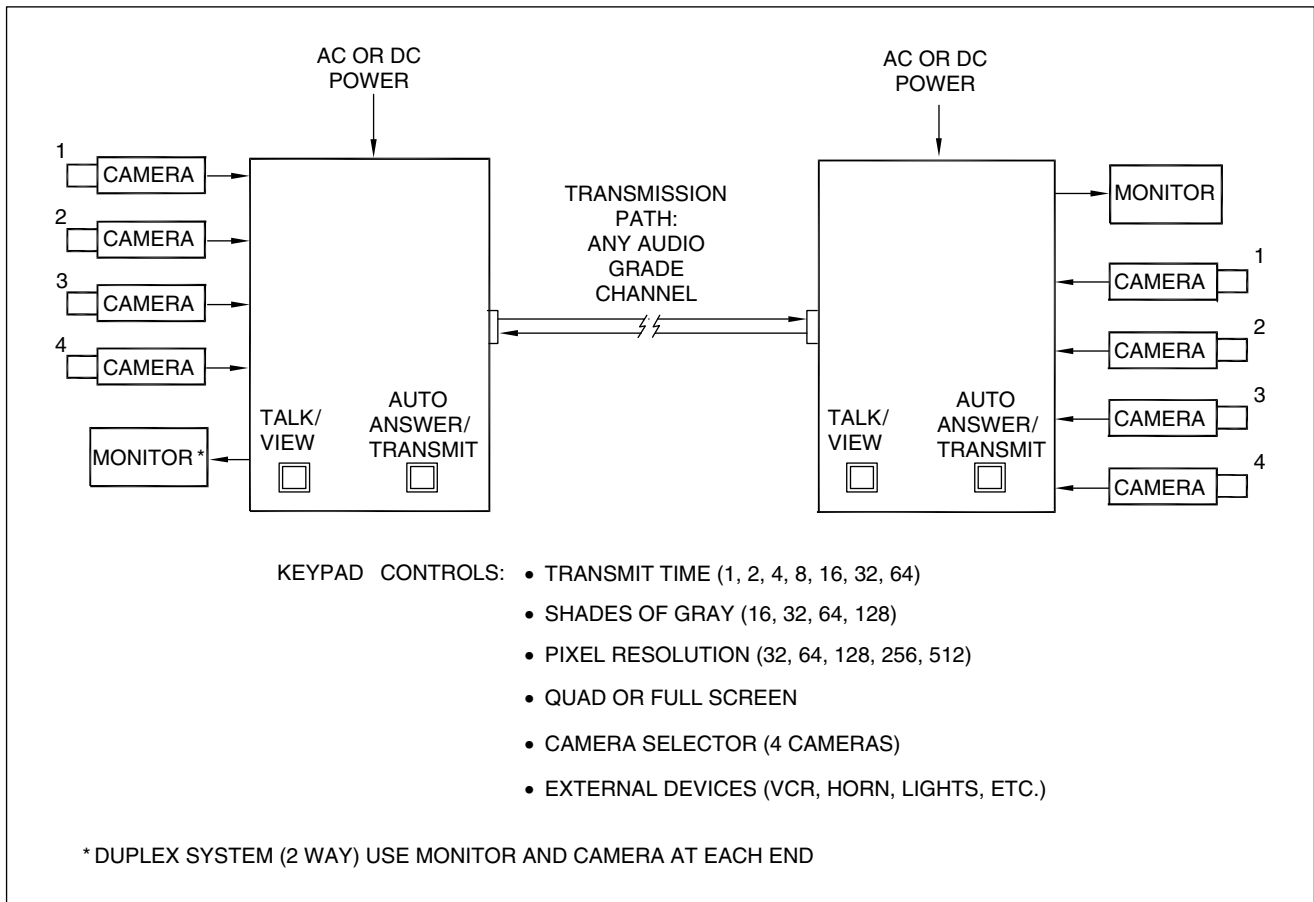 AC OR DC
POWER
AC OR DC
POWER
1
CAMERA
2
CAMERA
3
CAMERA
4
CAMERA
MONITOR *
TALK/
VIEW
AUTO
ANSWER/
TRANSMIT
TRANSMISSION
PATH:
ANY AUDIO
GRADE
CHANNEL
TALK/
VIEW
AUTO
ANSWER/
TRANSMIT
MONITOR
1
CAMERA
2
CAMERA
3
CAMERA
4
CAMERA
KEYPAD CONTROLS: • TRANSMIT TIME (1, 2, 4, 8, 16, 32, 64)
• SHADES OF GRAY (16, 32, 64, 128)
• PIXEL RESOLUTION (32, 64, 128, 256, 512)
• QUAD OR FULL SCREEN
• CAMERA SELECTOR (4 CAMERAS)
• EXTERNAL DEVICES (VCR, HORN, LIGHTS, ETC.)
* DUPLEX SYSTEM (2 WAY) USE MONITOR AND CAMERA AT EACH END